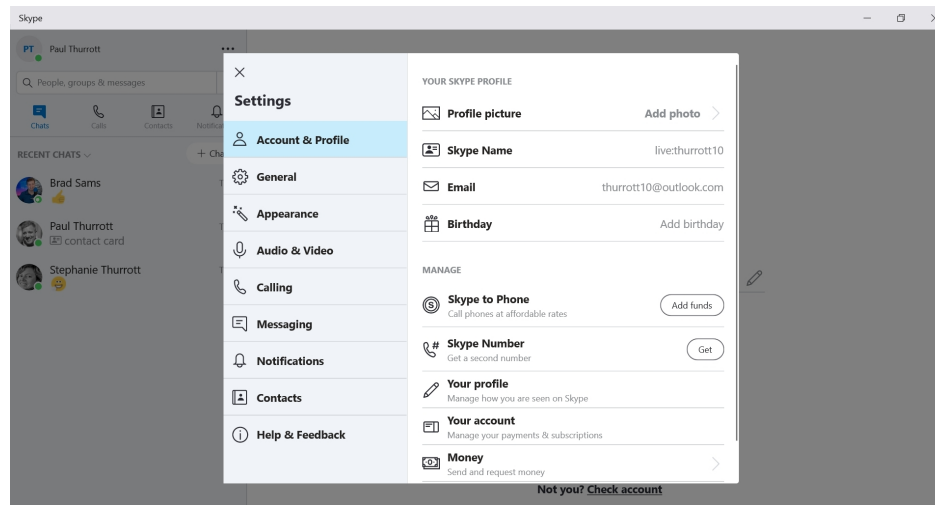 Skype
PT Paul Thurrott
People, groups & messages
Chats Calls Contacts
RECENT CHATS
Brad Sams
Paul Thurrott
contact card
Stephanie Thurrott
Settings
Account & Profile
General
Appearance
Audio & Video
Calling
Messaging
Notifications
Contacts
Help & Feedback
YOUR SKYPE PROFILE
Profile picture Add photo
Skype Name live:thurrott10
Email thurrott10@outlook.com
Birthday Add birthday
MANAGE
Skype to Phone Add funds
Call phones at affordable rates
Skype Number Get
Get a second number
Your profile
Manage how you are seen on Skype
Your account
Manage your payments & subscriptions
Money
Send and request money
Not you? Check account